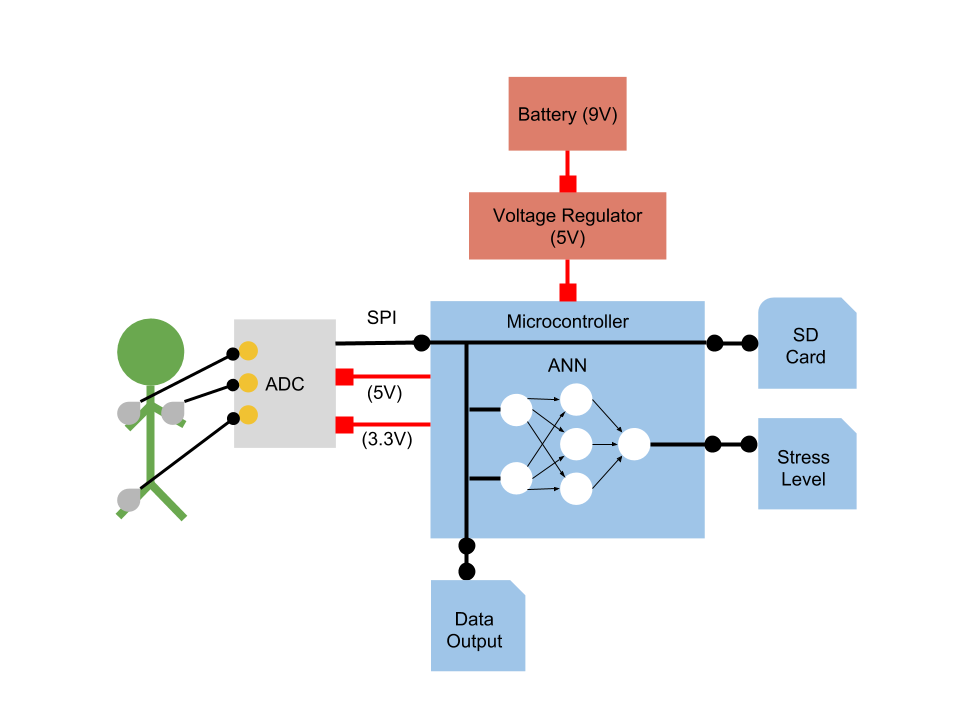 Battery (9V)
Voltage Regulator
(5V)
SPI
Microcontroller
SD
Card
ANN
ADC
(5V)
(3.3V)
Stress
Level
Data
Output